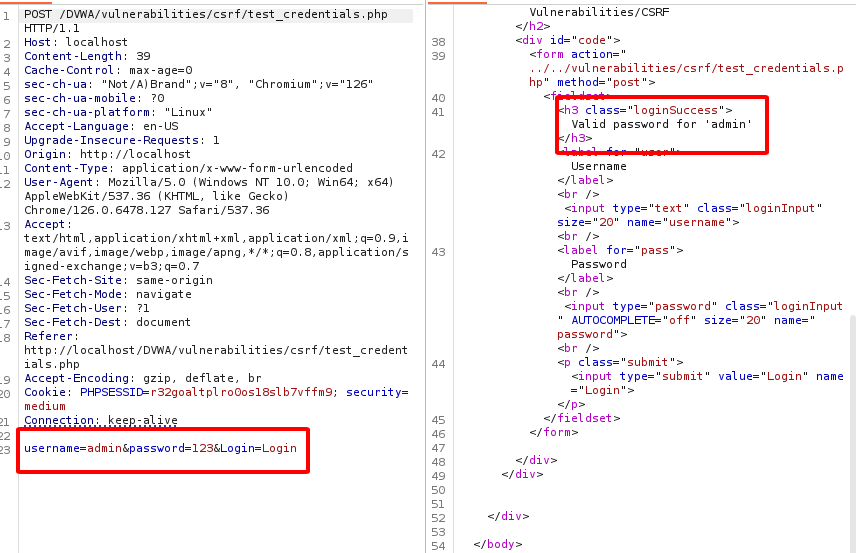 1 POST /DVWA/vulnerabilities/csrf/test_credentials.php
HTTP/1.1
2 Host: localhost
3 Content-Length: 39
4 Cache-Control: max-age=0
5 sec-ch-ua: "Not/A)Brand";v="8", "Chromium";v="126"
6 sec-ch-ua-mobile: ?0
7 sec-ch-ua-platform: "Linux"
8 Accept-Language: en-US
9 Upgrade-Insecure-Requests: 1
10 Origin: http://localhost
11 Content-Type: application/x-www-form-urlencoded
12 User-Agent: Mozilla/5.0 (Windows NT 10.0; Win64; x64)
AppleWebKit/537.36 (KHTML, like Gecko)
Chrome/126.0.6478.127 Safari/537.36
13 Accept:
text/html,application/xhtml+xml,application/xml;q=0.9,i
mage/avif,image/webp,image/apng,*/*;q=0.8,application/s
igned-exchange;v=b3;q=0.7
14 Sec-Fetch-Site: same-origin
15 Sec-Fetch-Mode: navigate
16 Sec-Fetch-User: ?1
17 Sec-Fetch-Dest: document
18 Referer:
http://localhost/DVWA/vulnerabilities/csrf/test_credent
ials.php
19 Accept-Encoding: gzip, deflate, br
20 Cookie: PHPSESSID=r32goaltplro0os18slb7vffm9; security=
medium
21 Connection: keep-alive
22
23 username=admin&password=123&Login=Login
Vulnerabilities/CSRF
</h2>
38 <div id="code">
39 <form action="
../../vulnerabilities/csrf/test_credentials.p
hp" method="post">
40 <fieldset>
41 <h3 class="loginSuccess">
Valid password for 'admin'
</h3>
42 <label for="user">
Username
</label>
<br />
<input type="text" class="loginInput"
size="20" name="username">
<br />
43 <label for="pass">
Password
</label>
<br />
<input type="password" class="loginInput
" AUTOCOMPLETE="off" size="20" name="
password">
<br />
44 <p class="submit">
<input type="submit" value="Login" name
="Login">
</p>
45 </fieldset>
46 </form>
47
48 </div>
49 </div>
50
51
52 </div>
53
54 </body>